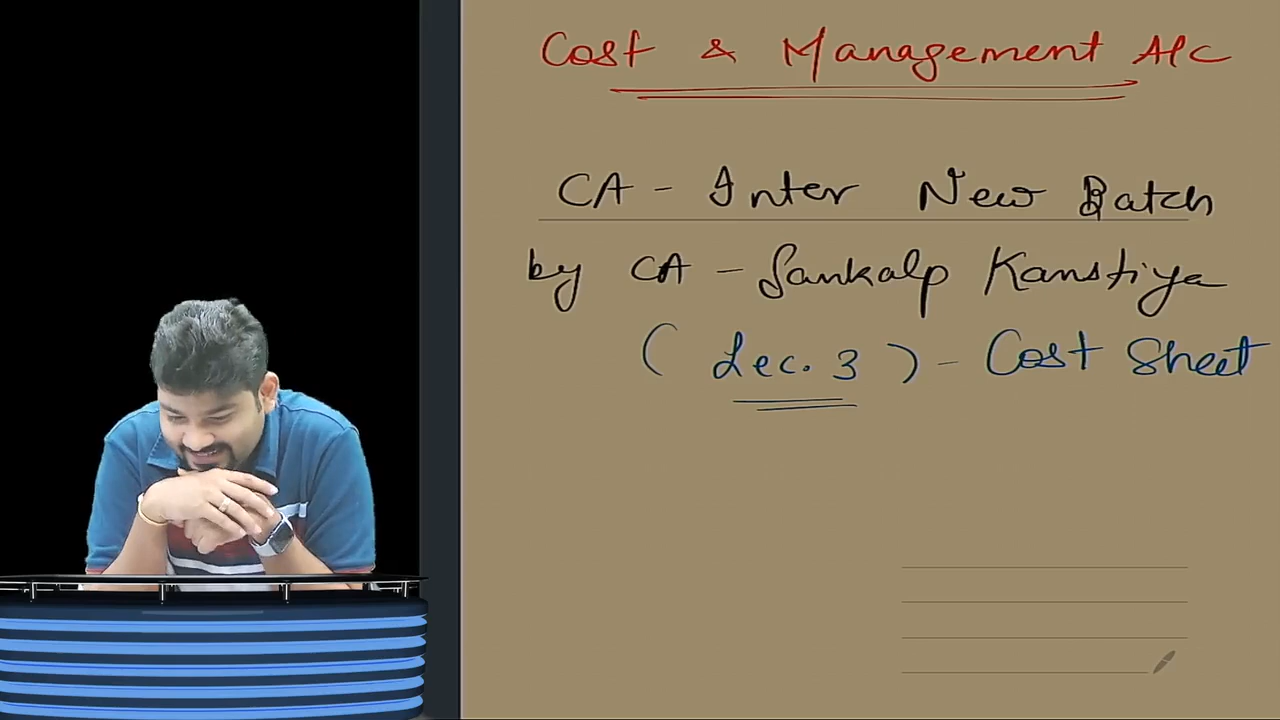 Cost & Management A/c
CA - Inter New Batch
by CA - Sankalp Kanstiya
( Lec. 3 ) - Cost Sheet